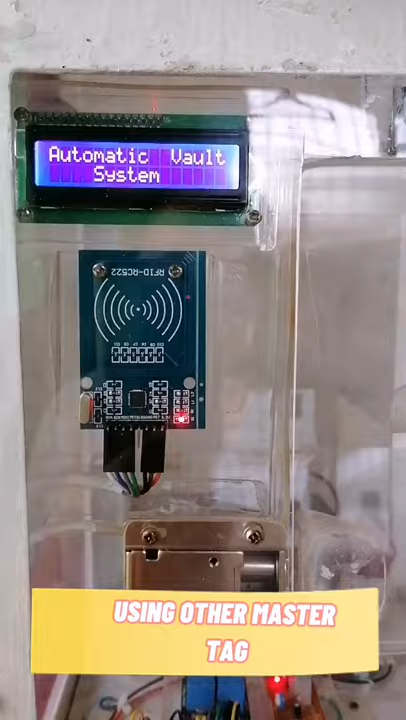 Automatic Vault
System
RFID-RC522
USING OTHER MASTER
TAG